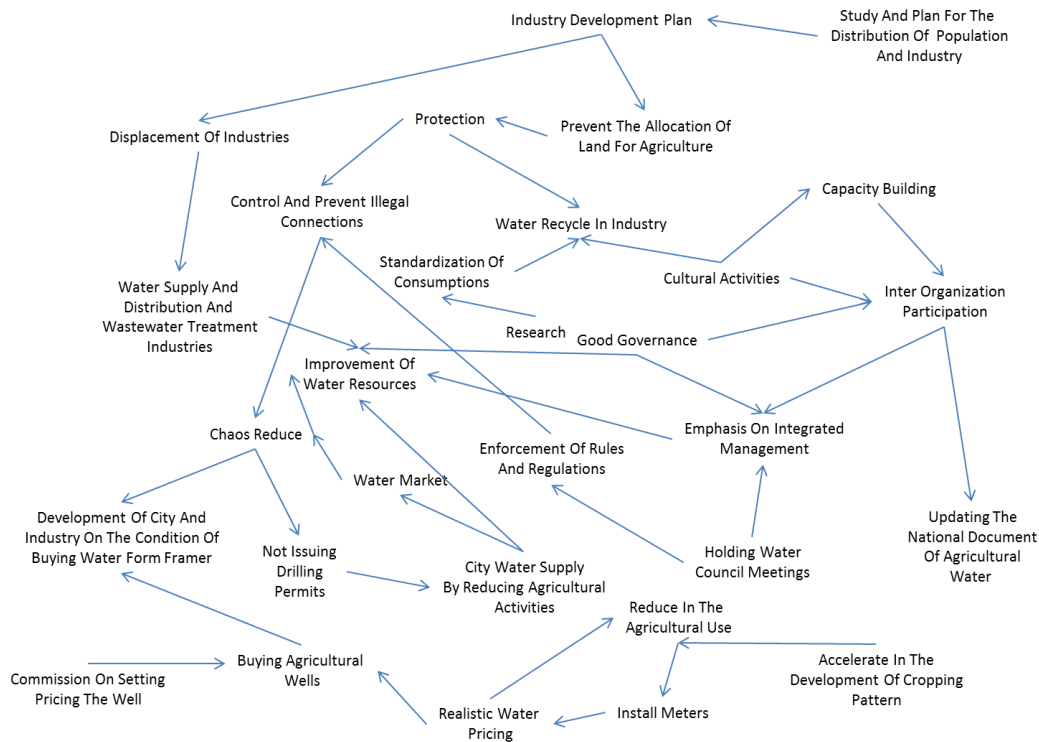 Industry Development Plan
Study And Plan For The
Distribution Of Population
And Industry
Displacement Of Industries
Protection
Prevent The Allocation Of
Land For Agriculture
Control And Prevent Illegal
Connections
Water Recycle In Industry
Capacity Building
Standardization Of
Consumptions
Cultural Activities
Water Supply And
Distribution And
Wastewater Treatment
Industries
Inter Organization
Participation
Research
Good Governance
Improvement Of
Water Resources
Chaos Reduce
Enforcement Of Rules
And Regulations
Emphasis On Integrated
Management
Water Market
Development Of City And
Industry On The Condition Of
Buying Water Form Framer
Not Issuing
Drilling
Permits
City Water Supply
By Reducing Agricultural
Activities
Holding Water
Council Meetings
Updating The
National Document
Of Agricultural
Water
Reduce In The
Agricultural Use
Commission On Setting
Pricing The Well
Buying Agricultural
Wells
Accelerate In The
Development Of Cropping
Pattern
Realistic Water
Pricing
Install Meters